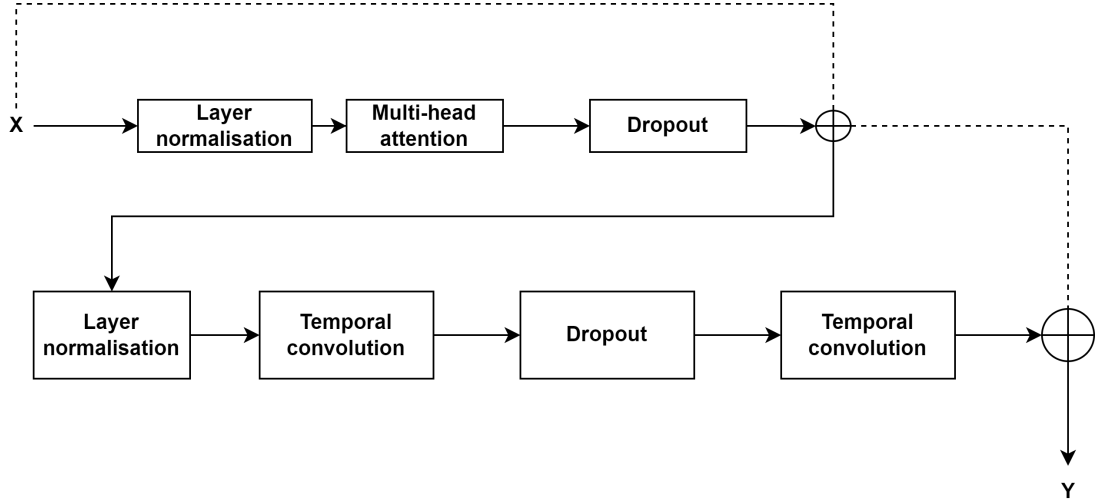 X
Layer
normalisation
Multi-head
attention
Dropout
Layer
normalisation
Temporal
convolution
Dropout
Temporal
convolution
Y